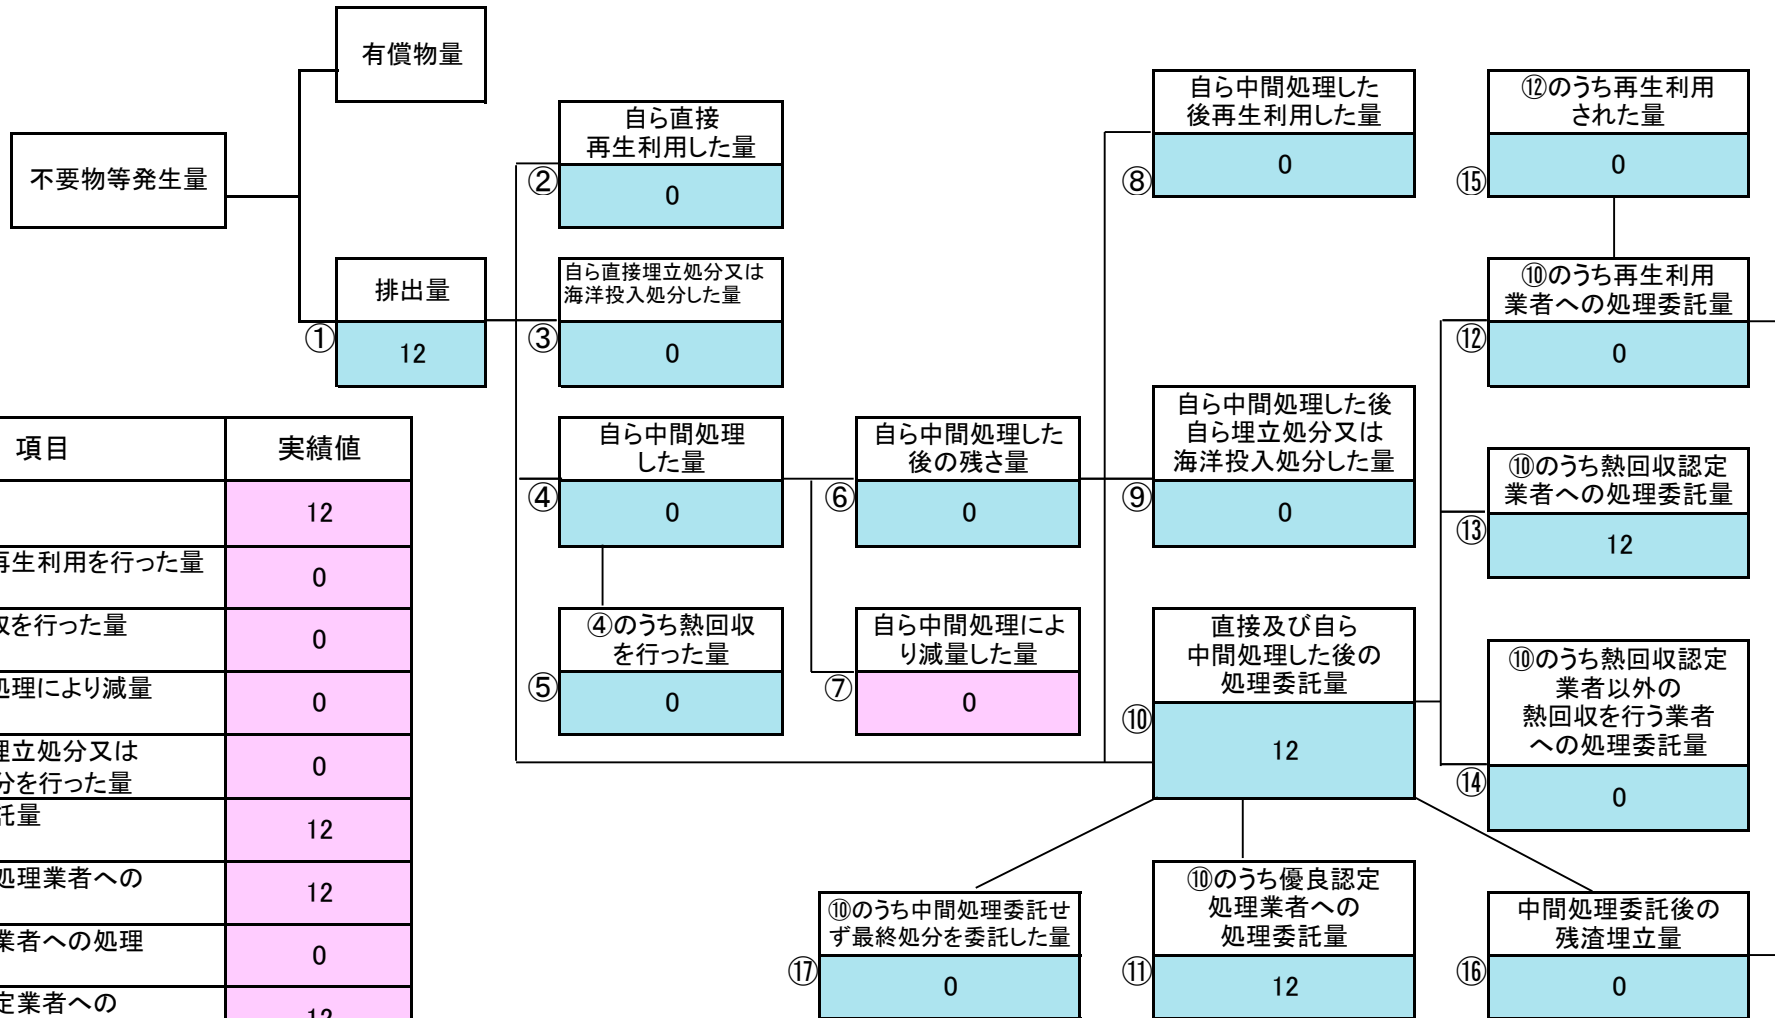 有償物量
不要物等発生量
排出量
①
12
自ら直接
再生利用した量
②
0
自ら直接埋立処分又は
海洋投入処分した量
③
0
自ら中間処理
した量
④
0
④のうち熱回収
を行った量
⑤
0
自ら中間処理した
後の残さ量
⑥
0
自ら中間処理によ
り減量した量
⑦
0
自ら中間処理した
後再生利用した量
⑧
0
自ら中間処理した後
自ら埋立処分又は
海洋投入処分した量
⑨
0
直接及び自ら
中間処理した後の
処理委託量
⑩
12
⑫のうち再生利用
された量
⑮
0
⑩のうち再生利用
業者への処理委託量
⑫
0
⑩のうち熱回収認定
業者への処理委託量
⑬
12
⑩のうち熱回収認定
業者以外の
熱回収を行う業者
への処理委託量
⑭
0
⑩のうち中間処理委託せ
ず最終処分を委託した量
⑰
0
⑩のうち優良認定
処理業者への
処理委託量
⑪
12
中間処理委託後の
残渣埋立量
⑯
0
項目 実績値
12
再生利用を行った量
0
を行った量
0
処理により減量
0
埋立処分又は
分を行った量
0
託量
12
処理業者への
12
業者への処理
0
定業者への
12